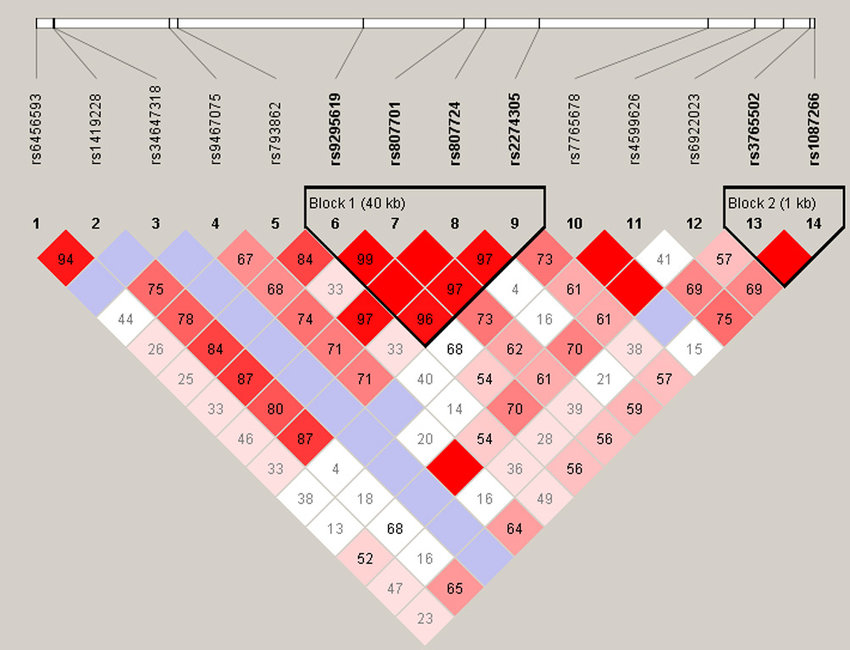 rs6456593
rs1419228
rs34647318
rs9467075
rs793862
rs9295619
rs807701
rs807724
rs2274305
rs7765678
rs4599626
rs6922023
rs3765502
rs1087266
Block 1 (40 kb)
Block 2 (1 kb)
1 2 3 4 5 6 7 8 9 10 11 12 13 14
94 67 84 99 97 73 41 57
75 68 33 97 4 61 69 69
44 78 74 97 96 73 16 61 75
26 84 71 33 68 62 70 38 15
25 87 71 40 54 61 21 57
33 80 14 70 39 59
46 87 20 54 28 56
33 4 36 56
38 18 16 49
13 68 64
52 16
47 65
23